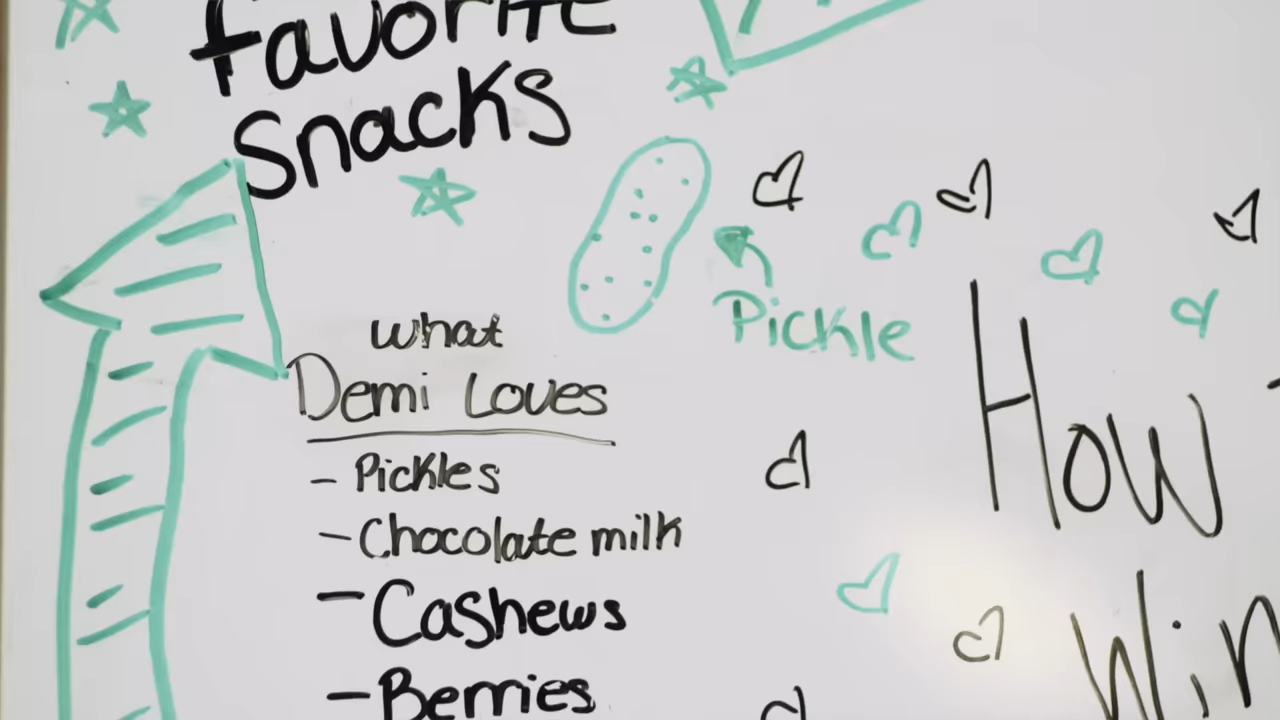 favorite
Snacks
Pickle
what
Demi Loves
- Pickles
- Chocolate milk
- Cashews
- Berries
How